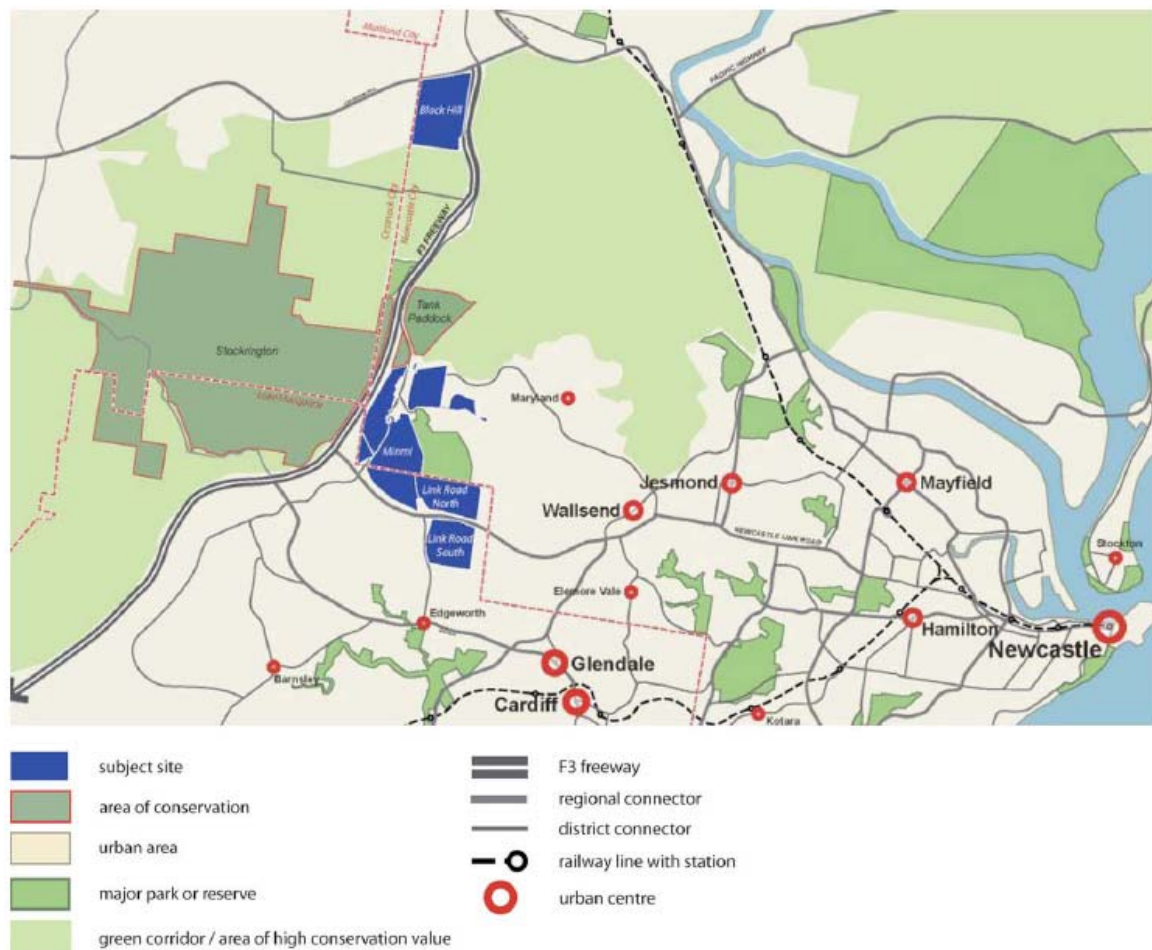 Maitland City
PACIFIC HIGHWAY
Black Hill
Cessnock City
Newcastle City
F3 FREEWAY
Tank
Paddock
Stockrington
Lake Macquarie
Maryland
Minmi
Jesmond
Mayfield
Link Road
North
Wallsend
NEWCASTLE LINK ROAD
Link Road
South
Stockton
Elemore Vale
Edgeworth
Hamilton
Newcastle
Glendale
Barnsley
Cardiff
Kotara
subject site
F3 freeway
area of conservation
regional connector
urban area
district connector
major park or reserve
railway line with station
green corridor / area of high conservation value
urban centre